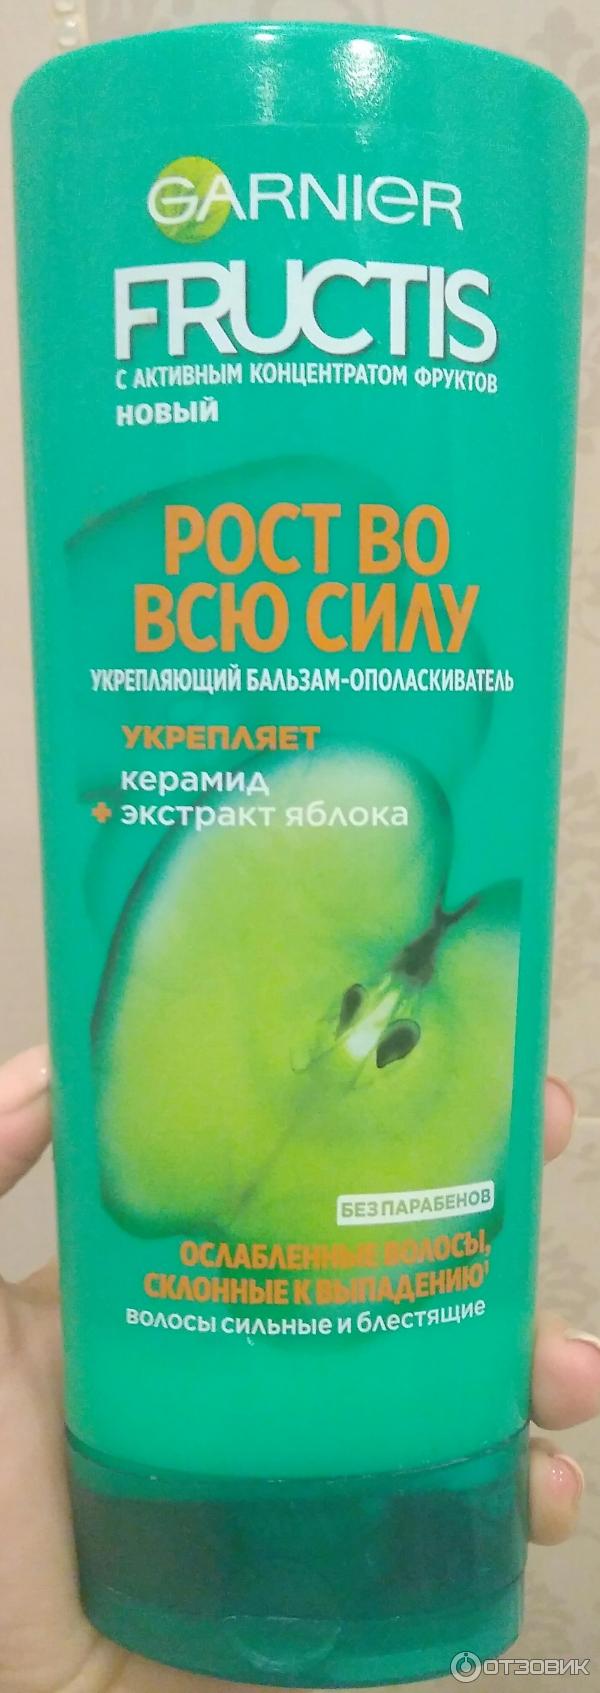 GARNIER
FRUCTIS
С АКТИВНЫМ КОНЦЕНТРАТОМ ФРУКТОВ
НОВЫЙ
РОСТ ВО
ВСЮ СИЛУ
УКРЕПЛЯЮЩИЙ БАЛЬЗАМ-ОПОЛАСКИВАТЕЛЬ
УКРЕПЛЯЕТ
керамид
+ экстракт яблока
БЕЗ ПАРАБЕНОВ
ОСЛАБЛЕННЫЕ ВОЛОСЫ,
СКЛОННЫЕ К ВЫПАДЕНИЮ¹
волосы сильные и блестящие
ОТЗОВИК